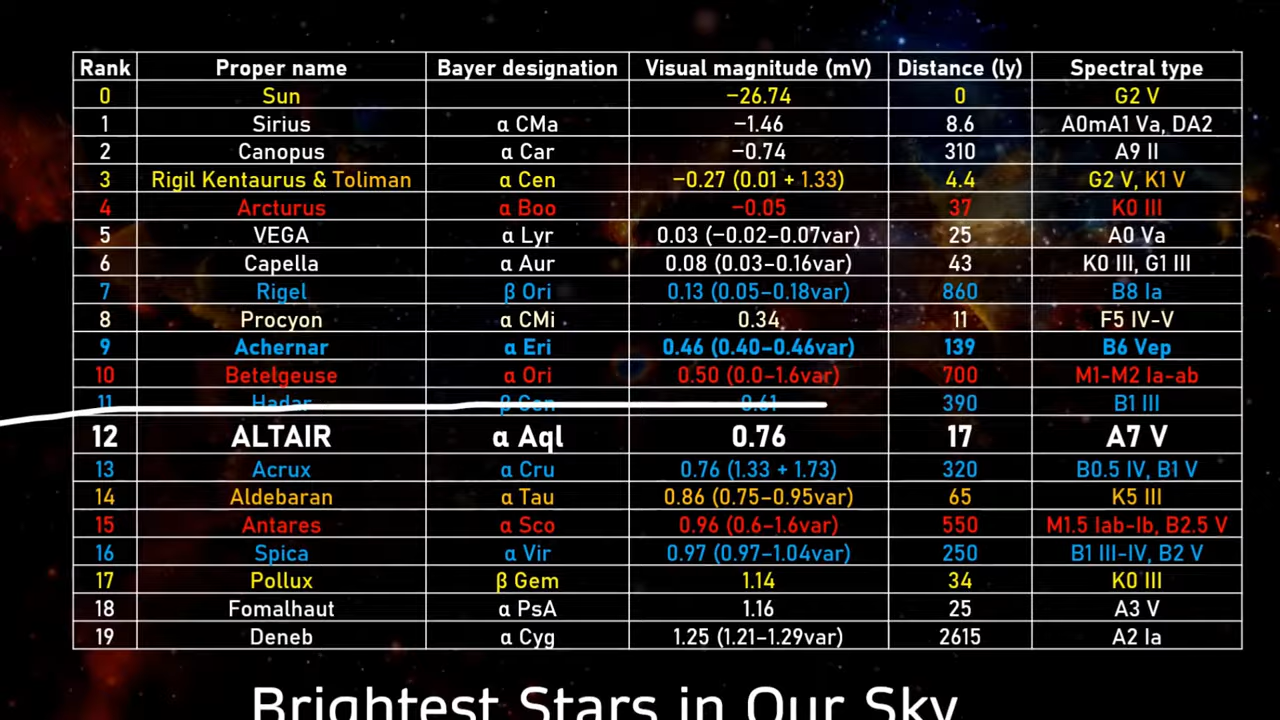 Rank Proper name Bayer designation Visual magnitude (mV) Distance (ly) Spectral type
0 Sun −26.74 0 G2 V
1 Sirius α CMa −1.46 8.6 A0mA1 Va, DA2
2 Canopus α Car −0.74 310 A9 II
3 Rigil Kentaurus & Toliman α Cen −0.27 (0.01 + 1.33) 4.4 G2 V, K1 V
4 Arcturus α Boo −0.05 37 K0 III
5 VEGA α Lyr 0.03 (−0.02–0.07var) 25 A0 Va
6 Capella α Aur 0.08 (0.03–0.16var) 43 K0 III, G1 III
7 Rigel β Ori 0.13 (0.05–0.18var) 860 B8 Ia
8 Procyon α CMi 0.34 11 F5 IV-V
9 Achernar α Eri 0.46 (0.40–0.46var) 139 B6 Vep
10 Betelgeuse α Ori 0.50 (0.0–1.6var) 700 M1-M2 Ia-ab
11 Hadar β Cen 0.61 390 B1 III
12 ALTAIR α Aql 0.76 17 A7 V
13 Acrux α Cru 0.76 (1.33 + 1.73) 320 B0.5 IV, B1 V
14 Aldebaran α Tau 0.86 (0.75–0.95var) 65 K5 III
15 Antares α Sco 0.96 (0.6–1.6var) 550 M1.5 Iab-Ib, B2.5 V
16 Spica α Vir 0.97 (0.97–1.04var) 250 B1 III-IV, B2 V
17 Pollux β Gem 1.14 34 K0 III
18 Fomalhaut α PsA 1.16 25 A3 V
19 Deneb α Cyg 1.25 (1.21–1.29var) 2615 A2 Ia
Brightest Stars in Our Sky